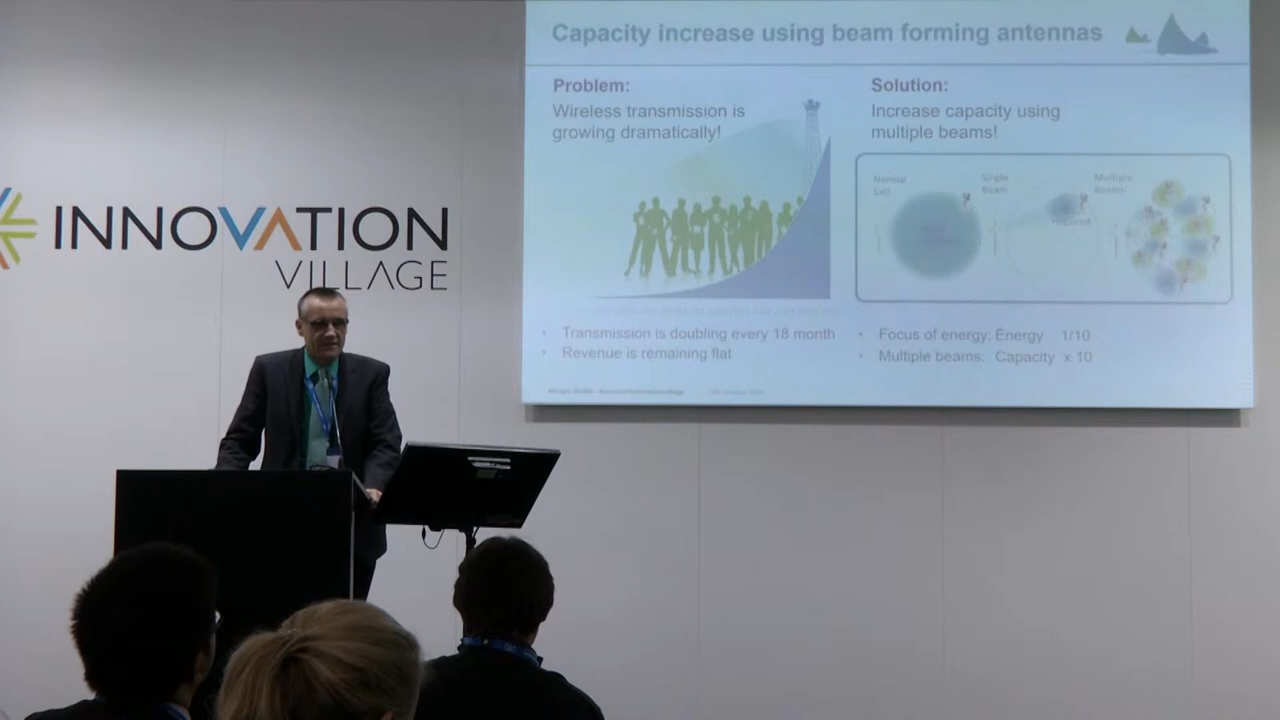 INNOVATION
VILLAGE
Capacity increase using beam forming antennas
Problem:
Wireless transmission is
growing dramatically!
Transmission is doubling every 18 month
Revenue is remaining flat
Solution:
Increase capacity using
multiple beams!
Normal
Cell
Single
Beam
Multiple
Beams
Focus of energy: Energy 1/10
Multiple beams: Capacity x 10